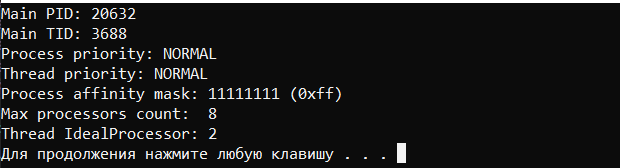 Main PID: 20632
Main TID: 3688
Process priority: NORMAL
Thread priority: NORMAL
Process affinity mask: 11111111 (0xff)
Max processors count:  8
Thread IdealProcessor: 2
Для продолжения нажмите любую клавишу . . .